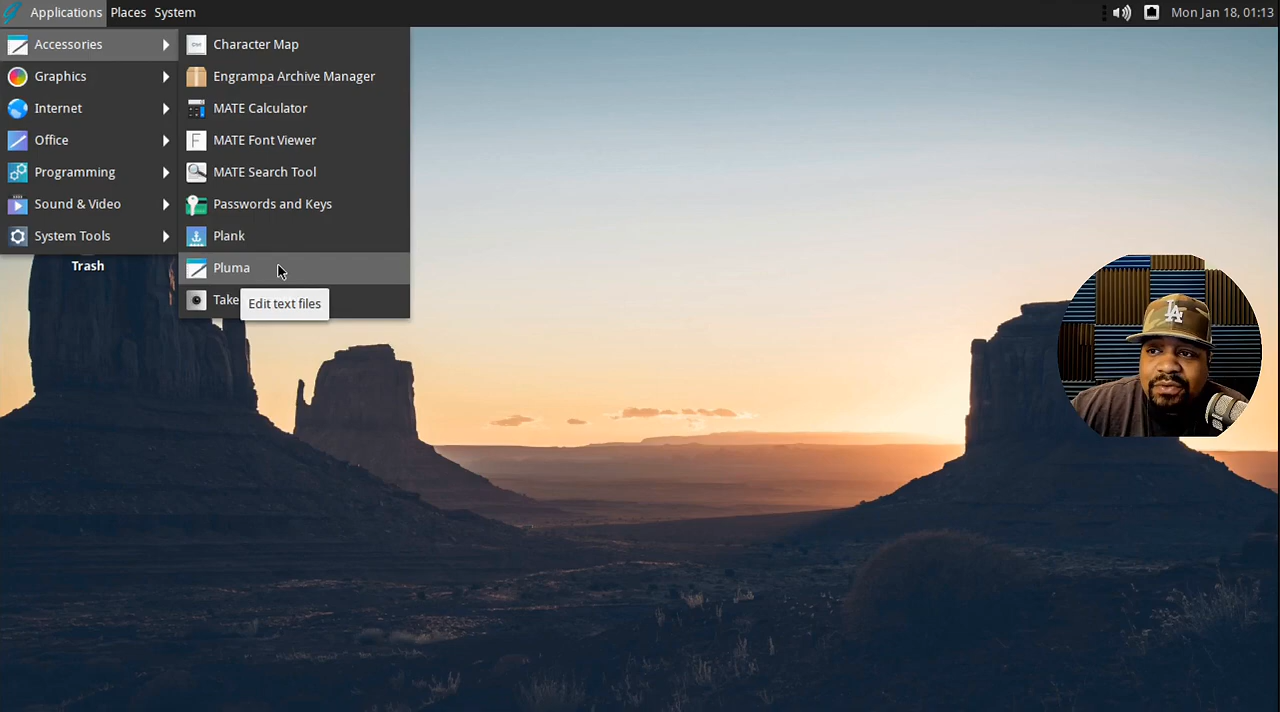 Applications Places System Mon Jan 18, 01:13
Accessories
Graphics
Internet
Office
Programming
Sound & Video
System Tools
Character Map
Engrampa Archive Manager
MATE Calculator
MATE Font Viewer
MATE Search Tool
Passwords and Keys
Plank
Pluma
Take
Edit text files
Trash
LA